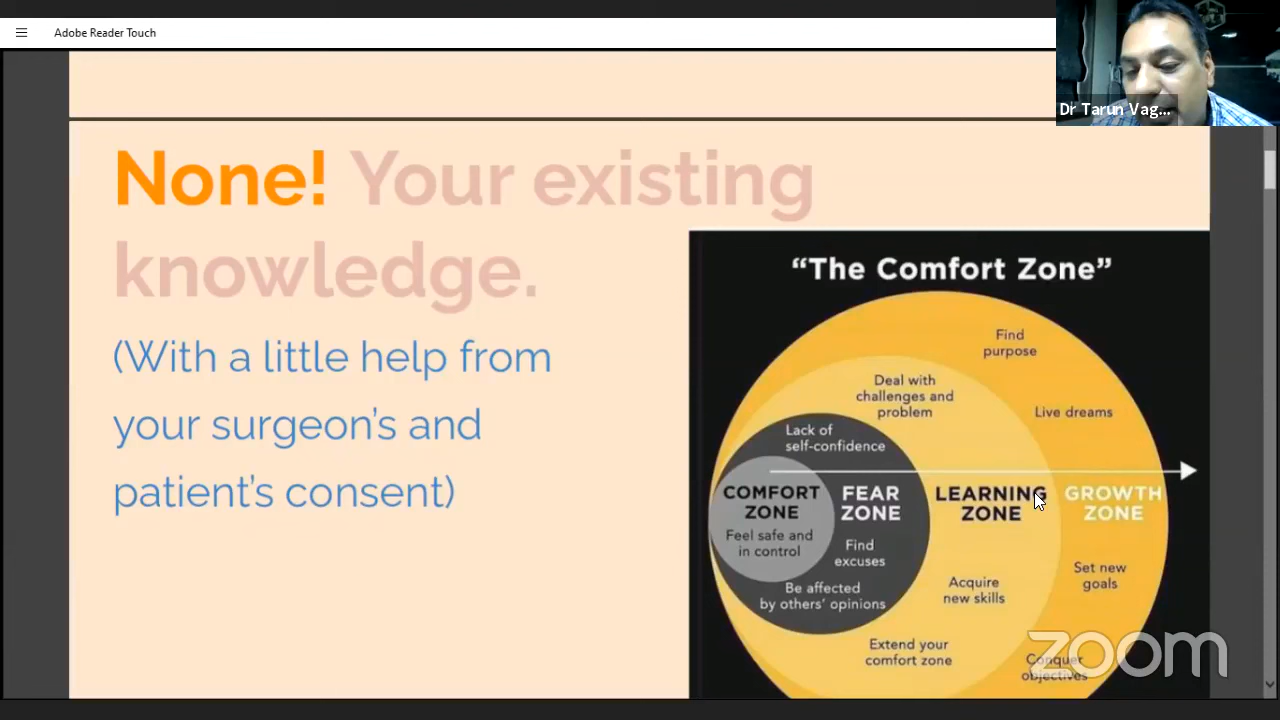 Adobe Reader Touch
Dr Tarun Vag...
None! Your existing
knowledge.
(With a little help from
your surgeon's and
patient's consent)
“The Comfort Zone”
Find
purpose
Deal with
challenges and
problem
Live dreams
Lack of
self-confidence
COMFORT
ZONE
Feel safe and
in control
FEAR
ZONE
LEARNING
ZONE
GROWTH
ZONE
Find
excuses
Set new
goals
Be affected
by others' opinions
Acquire
new skills
Extend your
comfort zone
Conquer
objectives
zoom